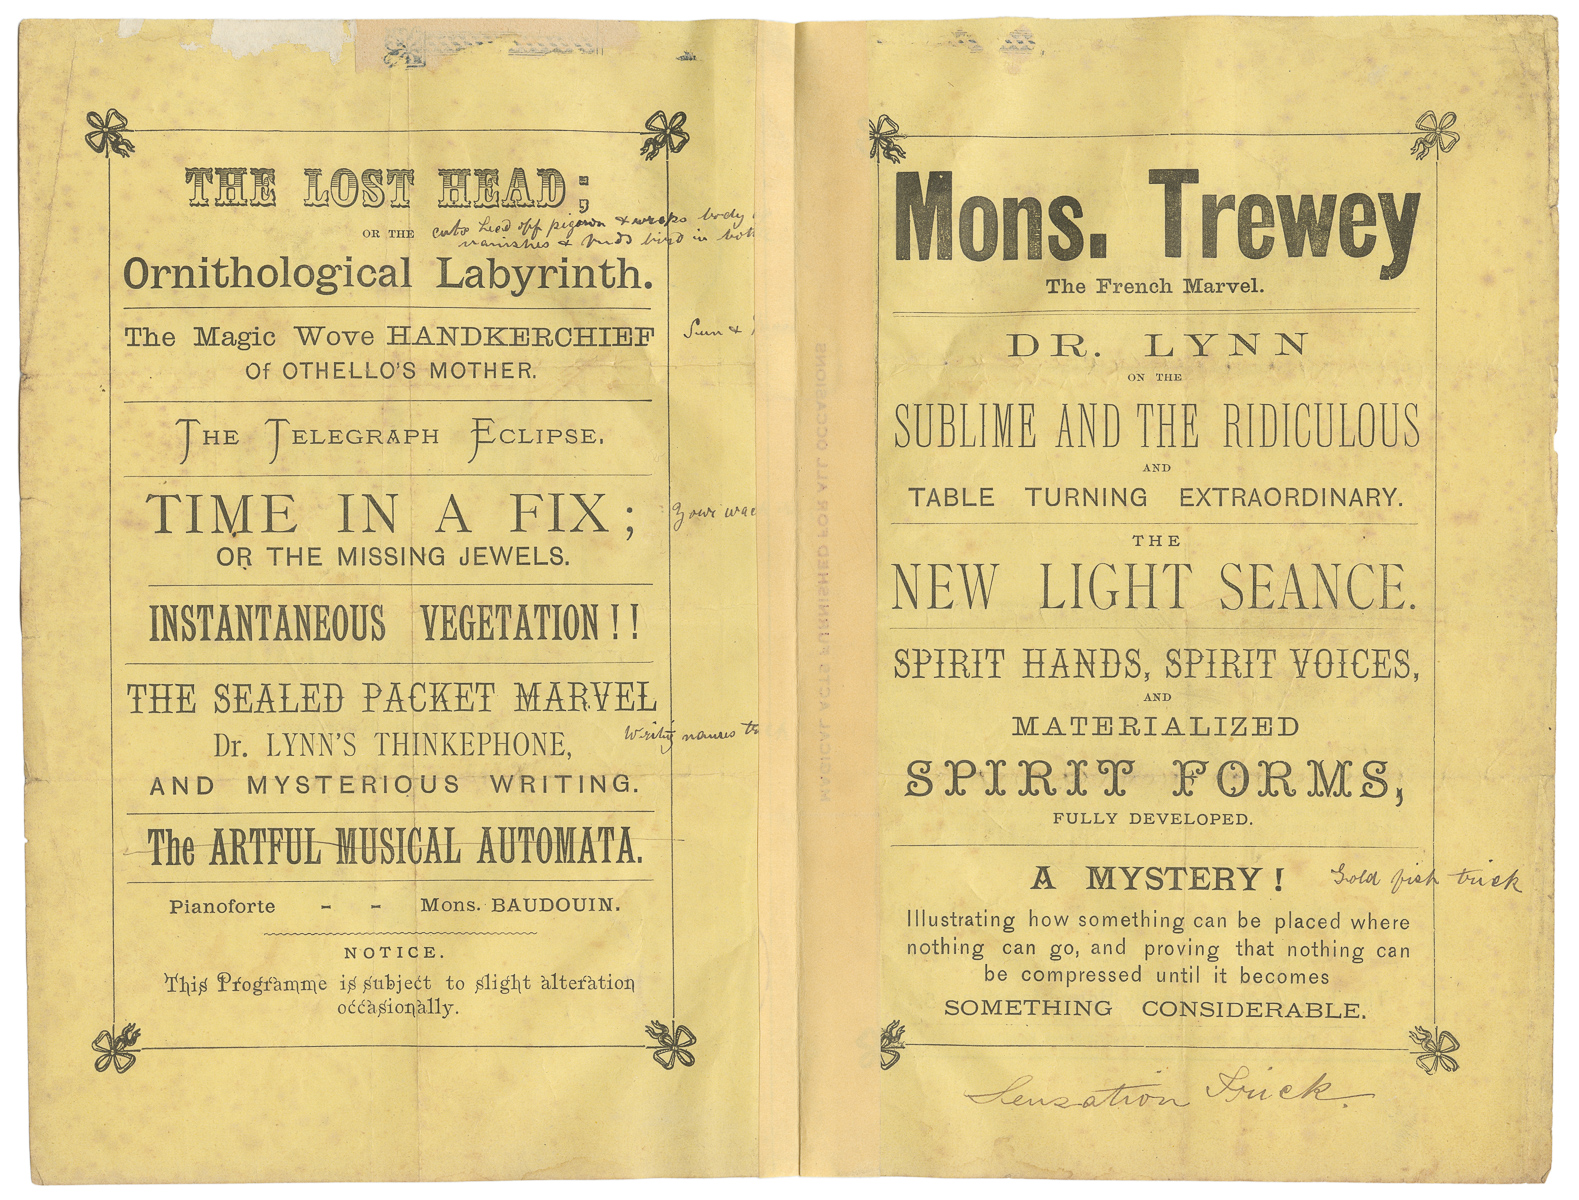 THE LOST HEAD;
OR THE
cuts head off pigeon & wraps body
vanishes & finds bird in
Ornithological Labyrinth.
The Magic Wove HANDKERCHIEF
Of OTHELLO'S MOTHER.
THE TELEGRAPH ECLIPSE.
TIME IN A FIX;
OR THE MISSING JEWELS.
INSTANTANEOUS VEGETATION!!
THE SEALED PACKET MARVEL
Dr. LYNN'S THINKEPHONE,
Writing names
AND MYSTERIOUS WRITING.
The ARTFUL MUSICAL AUTOMATA.
Pianoforte - - Mons. BAUDOUIN.
NOTICE.
This Programme is subject to slight alteration
occasionally.
MAGICAL ACTS FURNISHED FOR ALL OCCASIONS
Mons. Trewey
The French Marvel.
DR. LYNN
ON THE
SUBLIME AND THE RIDICULOUS
AND
TABLE TURNING EXTRAORDINARY.
THE
NEW LIGHT SEANCE.
SPIRIT HANDS, SPIRIT VOICES,
AND
MATERIALIZED
SPIRIT FORMS,
FULLY DEVELOPED.
A MYSTERY!
Gold fish trick
Illustrating how something can be placed where
nothing can go, and proving that nothing can
be compressed until it becomes
SOMETHING CONSIDERABLE.
Sensation Trick.